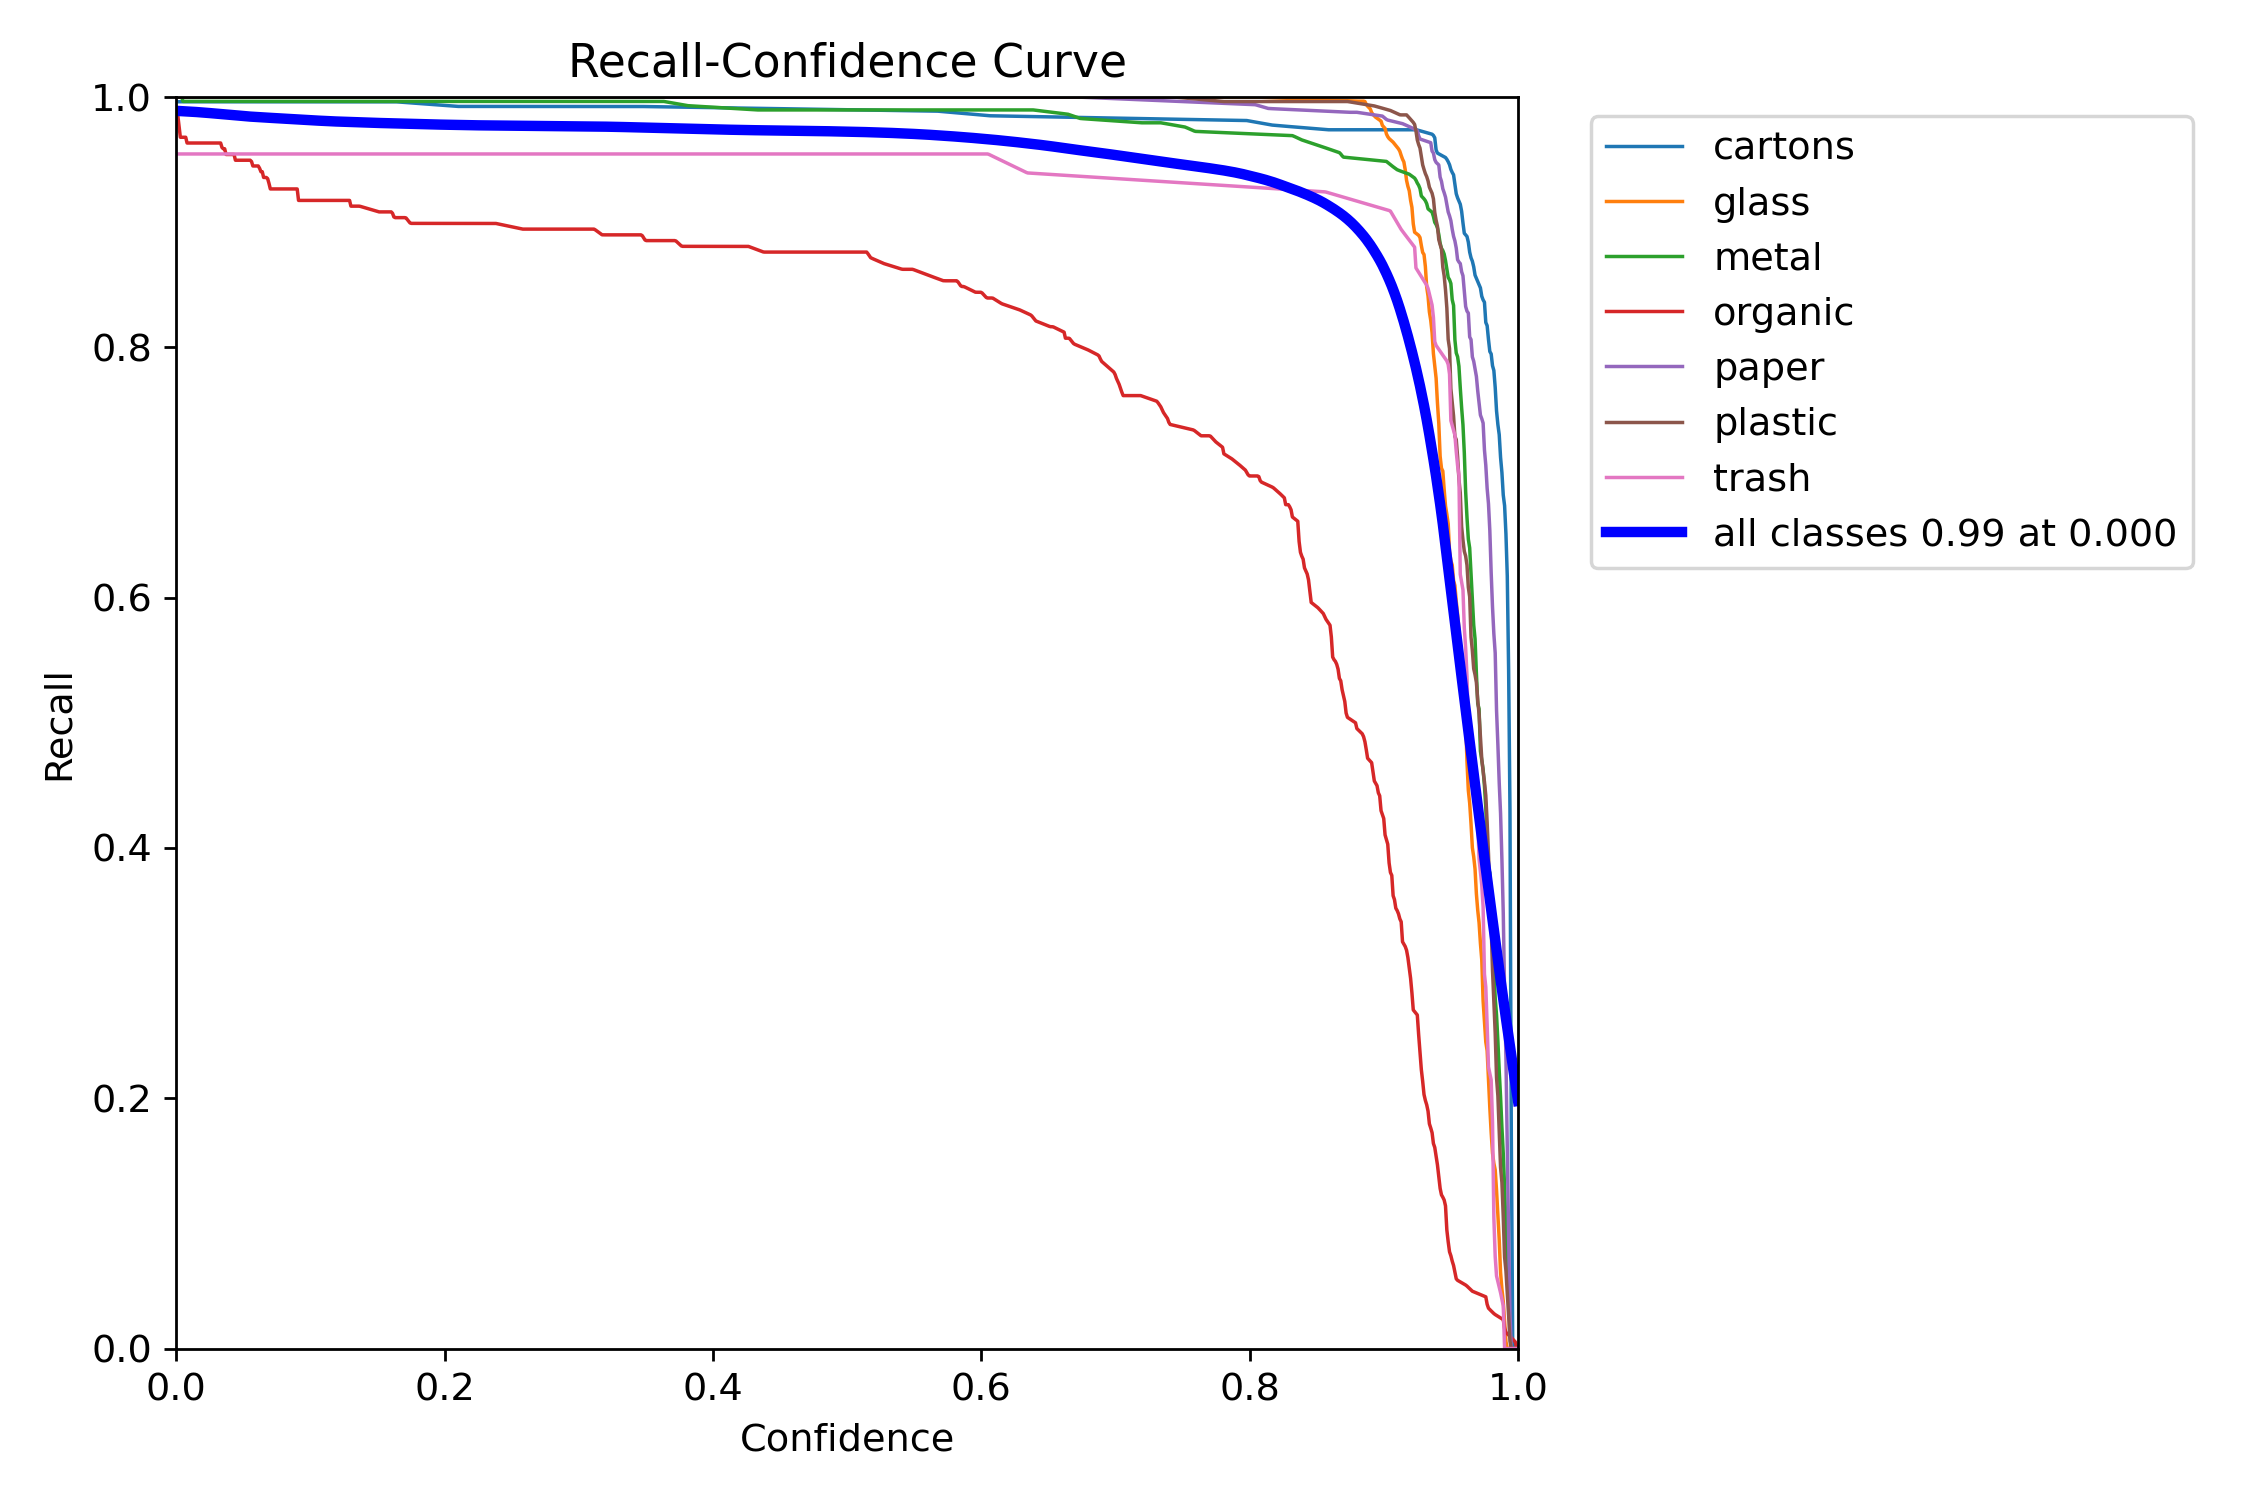 Recall-Confidence Curve
1.0
0.8
0.6
0.4
0.2
0.0
Recall
0.0 0.2 0.4 0.6 0.8 1.0
Confidence
cartons
glass
metal
organic
paper
plastic
trash
all classes 0.99 at 0.000